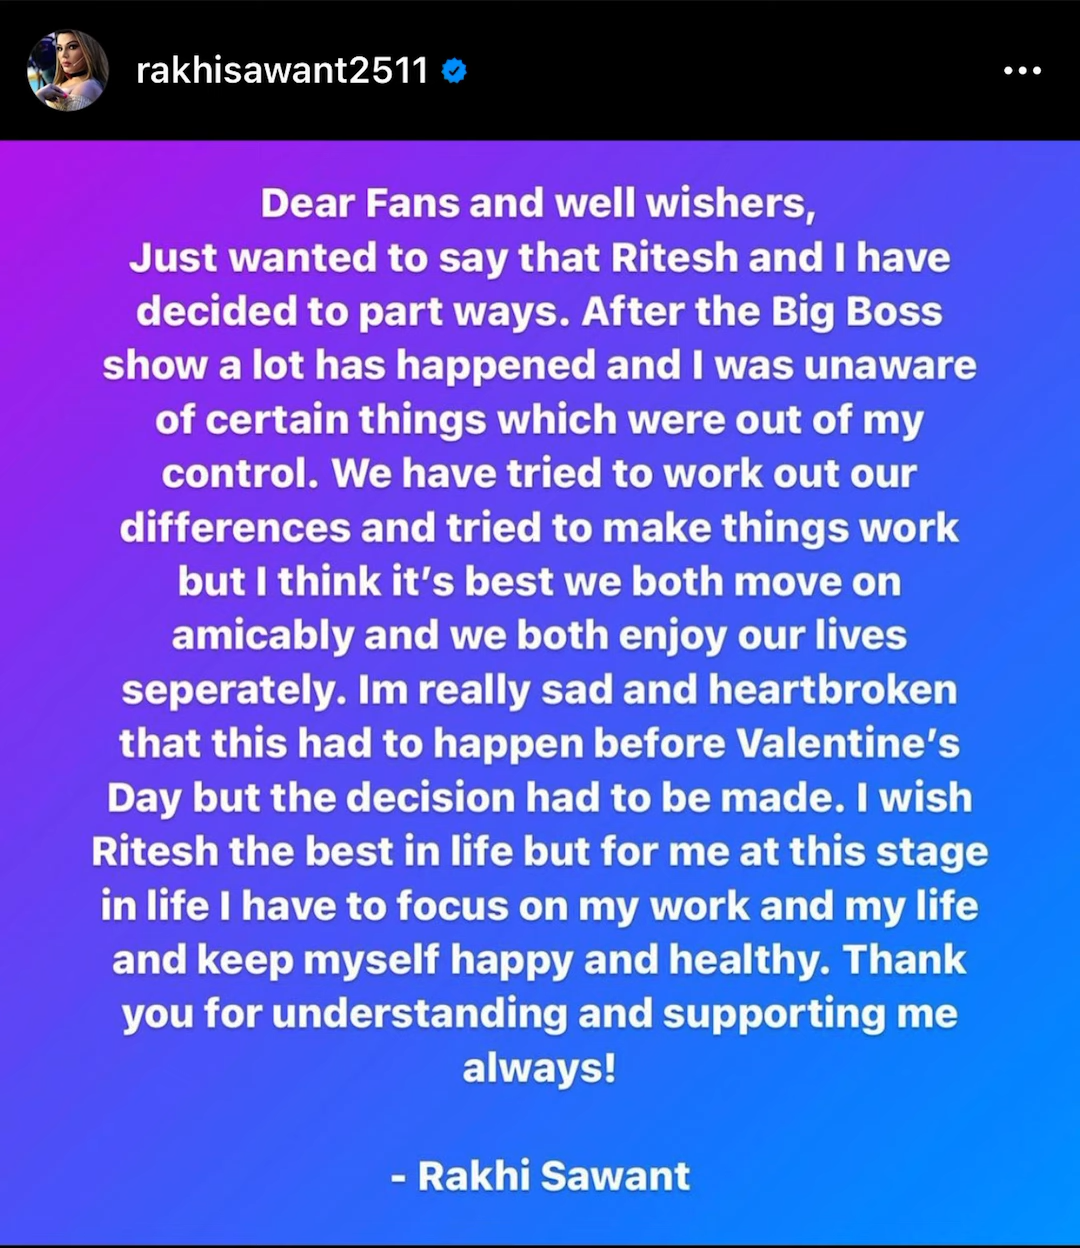 rakhisawant2511
Dear Fans and well wishers,
Just wanted to say that Ritesh and I have
decided to part ways. After the Big Boss
show a lot has happened and I was unaware
of certain things which were out of my
control. We have tried to work out our
differences and tried to make things work
but I think it’s best we both move on
amicably and we both enjoy our lives
seperately. Im really sad and heartbroken
that this had to happen before Valentine’s
Day but the decision had to be made. I wish
Ritesh the best in life but for me at this stage
in life I have to focus on my work and my life
and keep myself happy and healthy. Thank
you for understanding and supporting me
always!
- Rakhi Sawant